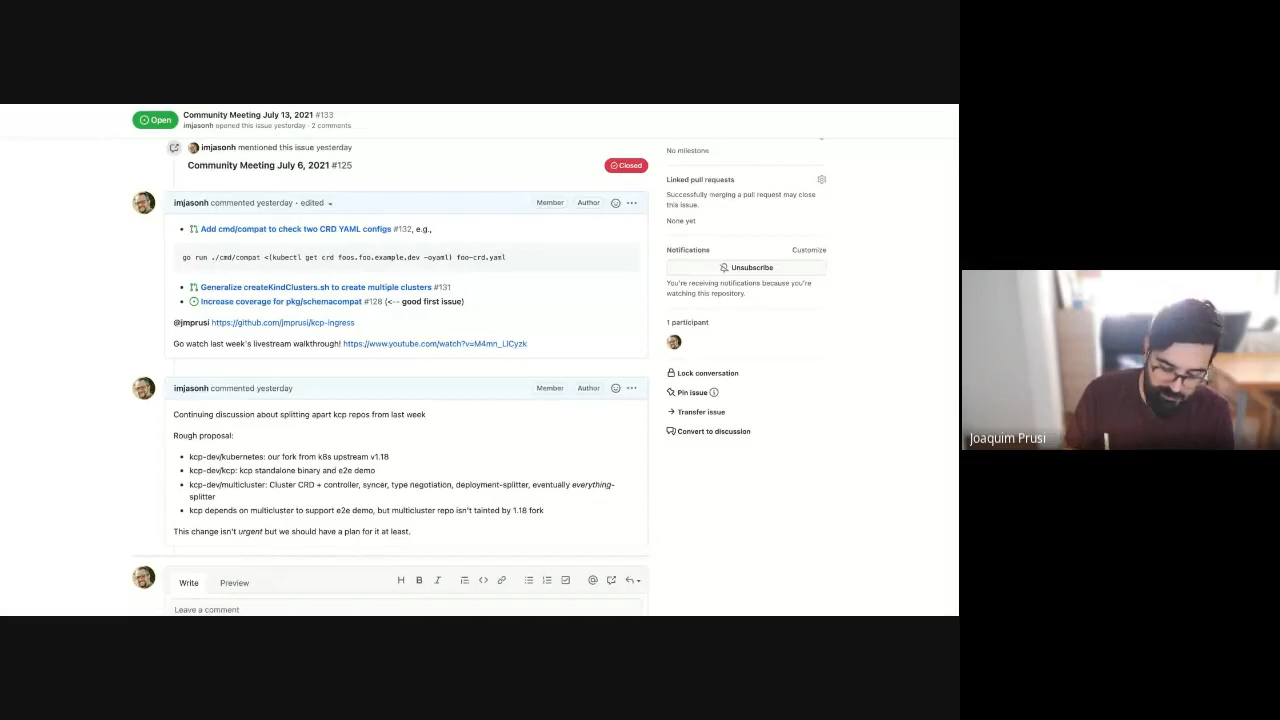 Open
Community Meeting July 13, 2021 #133
imjasonh opened this issue yesterday · 2 comments
imjasonh mentioned this issue yesterday
Community Meeting July 6, 2021 #125
Closed
imjasonh commented yesterday · edited
Member
Author
Add cmd/compat to check two CRD YAML configs #132, e.g.,
go run ./cmd/compat <(kubectl get crd foos.foo.example.dev -oyaml) foo-crd.yaml
Generalize createKindClusters.sh to create multiple clusters #131
Increase coverage for pkg/schemacompat #128 (<-- good first issue)
@jmprusi https://github.com/jmprusi/kcp-ingress
Go watch last week's livestream walkthrough! https://www.youtube.com/watch?v=M4mn_LlCyzk
imjasonh commented yesterday
Member
Author
Continuing discussion about splitting apart kcp repos from last week
Rough proposal:
kcp-dev/kubernetes: our fork from k8s upstream v1.18
kcp-dev/kcp: kcp standalone binary and e2e demo
kcp-dev/multicluster: Cluster CRD + controller, syncer, type negotiation, deployment-splitter, eventually everything-
splitter
kcp depends on multicluster to support e2e demo, but multicluster repo isn't tainted by 1.18 fork
This change isn't urgent but we should have a plan for it at least.
Write
Preview
Leave a comment
No milestone
Linked pull requests
Successfully merging a pull request may close
this issue.
None yet
Notifications
Customize
Unsubscribe
You're receiving notifications because you're
watching this repository.
1 participant
Lock conversation
Pin issue
Transfer issue
Convert to discussion
Joaquim Prusi